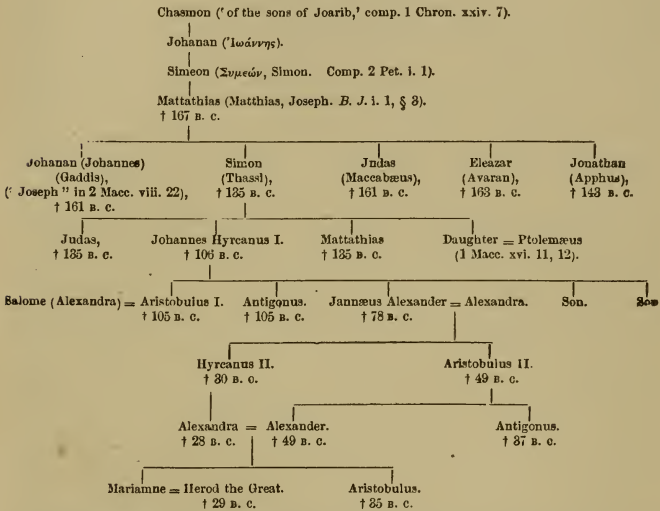 Chasmon (' of the sons of Joarib,' comp. 1 Chron. xxiv. 7).
Johanan ('Ιωάννης).
Simeon (Συμεών, Simon. Comp. 2 Pet. i. 1).
Mattathias (Matthias, Joseph. B. J. i. 1, § 3).
† 167 B. C.
Johanan (Johannes) Simon Judas Eleazar Jonathan
(Gaddis), (Thassi), (Maccabæus), (Avaran), (Apphus),
(' Joseph " in 2 Macc. viii. 22), † 135 B. C. † 161 B. C. † 163 B. C. † 143 B. C.
† 161 B. C.
Judas, Johannes Hyrcanus I. Mattathias Daughter = Ptolemæus
† 135 B. C. † 106 B. C. † 135 B. C. (1 Macc. xvi. 11, 12).
Salome (Alexandra) = Aristobulus I. Antigonus. Jannæus Alexander = Alexandra. Son. Son
† 105 B. C. † 105 B. C. † 78 B. C.
Hyrcanus II. Aristobulus II.
† 30 B. C. † 49 B. C.
Alexandra = Alexander. Antigonus.
† 28 B. C. † 49 B. C. † 37 B. C.
Mariamne = Herod the Great. Aristobulus.
† 29 B. C. † 35 B. C.